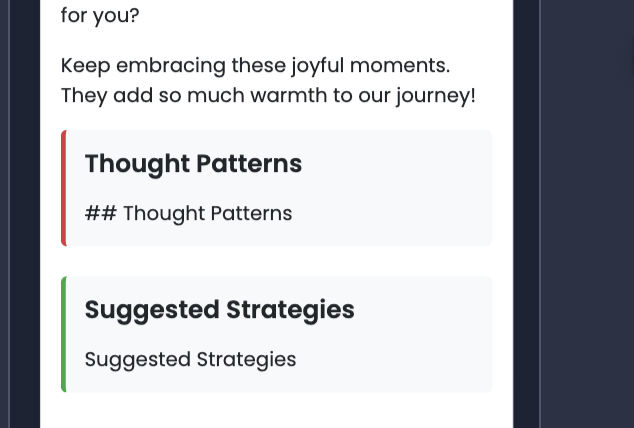 for you?
Keep embracing these joyful moments.
They add so much warmth to our journey!
Thought Patterns
## Thought Patterns
Suggested Strategies
Suggested Strategies